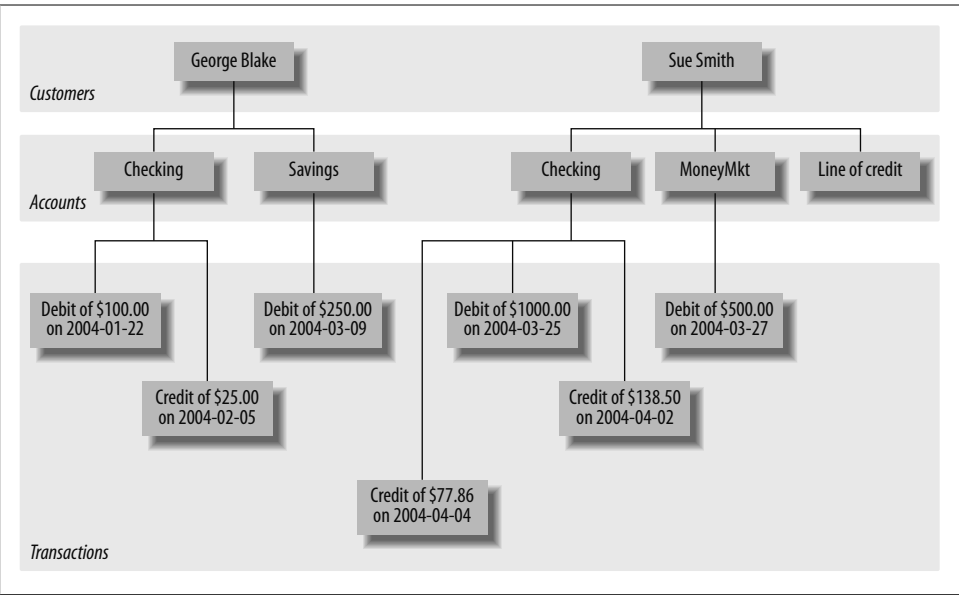 George Blake
Sue Smith
Customers
Checking
Savings
Checking
MoneyMkt
Line of credit
Accounts
Debit of $100.00
on 2004-01-22
Debit of $250.00
on 2004-03-09
Debit of $1000.00
on 2004-03-25
Debit of $500.00
on 2004-03-27
Credit of $25.00
on 2004-02-05
Credit of $138.50
on 2004-04-02
Credit of $77.86
on 2004-04-04
Transactions